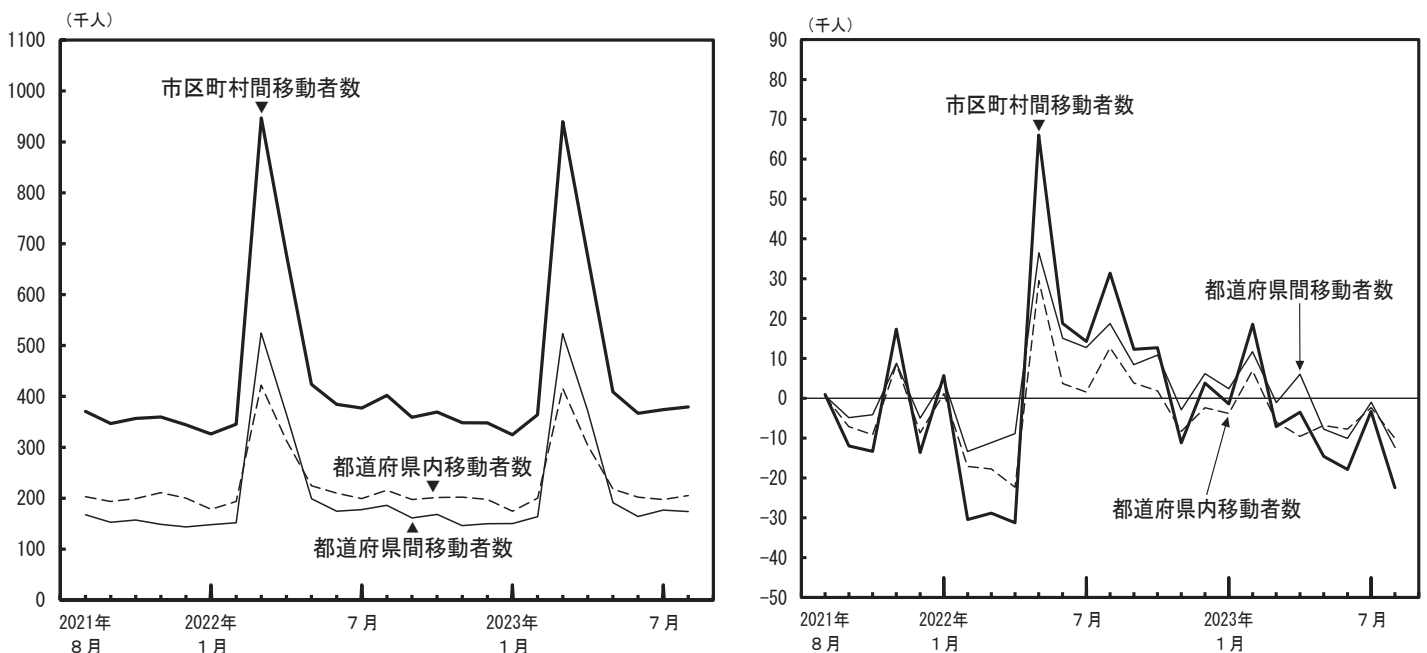 （千人）
1100
1000
900
800
700
600
500
400
300
200
100
0
市区町村間移動者数
都道府県内移動者数
都道府県間移動者数
2021年
8月
2022年
1月
7月
2023年
1月
7月
（千人）
90
80
70
60
50
40
30
20
10
0
-10
-20
-30
-40
-50
市区町村間移動者数
都道府県間移動者数
都道府県内移動者数
2021年
8月
2022年
1月
7月
2023年
1月
7月